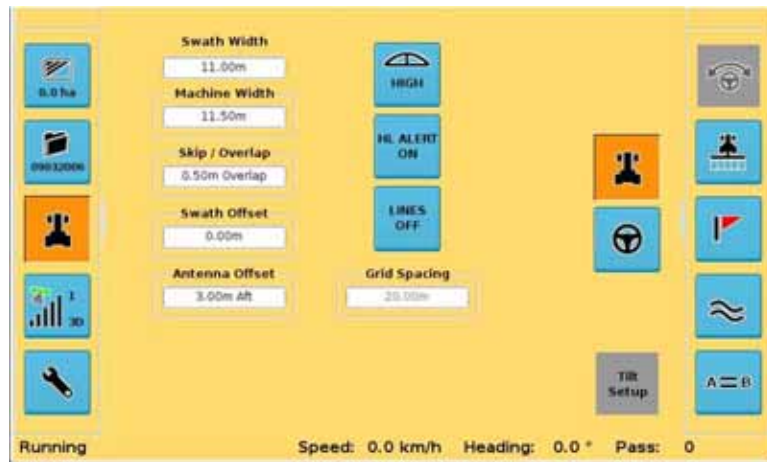 0.0 ha
09032006
1
3D
Swath Width
11.00m
Machine Width
11.50m
Skip / Overlap
0.50m Overlap
Swath Offset
0.00m
Antenna Offset
3.00m Aft
HIGH
HL ALERT
ON
LINES
OFF
Grid Spacing
20.00m
Tilt
Setup
A B
Running
Speed: 0.0 km/h
Heading: 0.0 °
Pass: 0